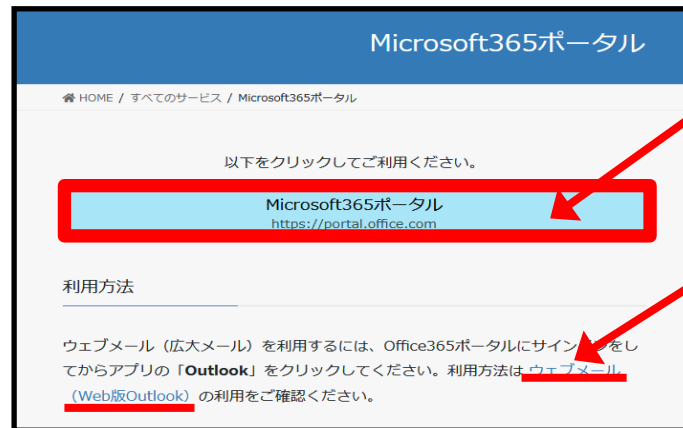 Microsoft365ポータル
HOME / すべてのサービス / Microsoft365ポータル
以下をクリックしてご利用ください。
Microsoft365ポータル
https://portal.office.com
利用方法
ウェブメール（広大メール）を利用するには、Office365ポータルにサインインをし
てからアプリの「Outlook」をクリックしてください。利用方法は ウェブメール
（Web版Outlook）の利用をご確認ください。